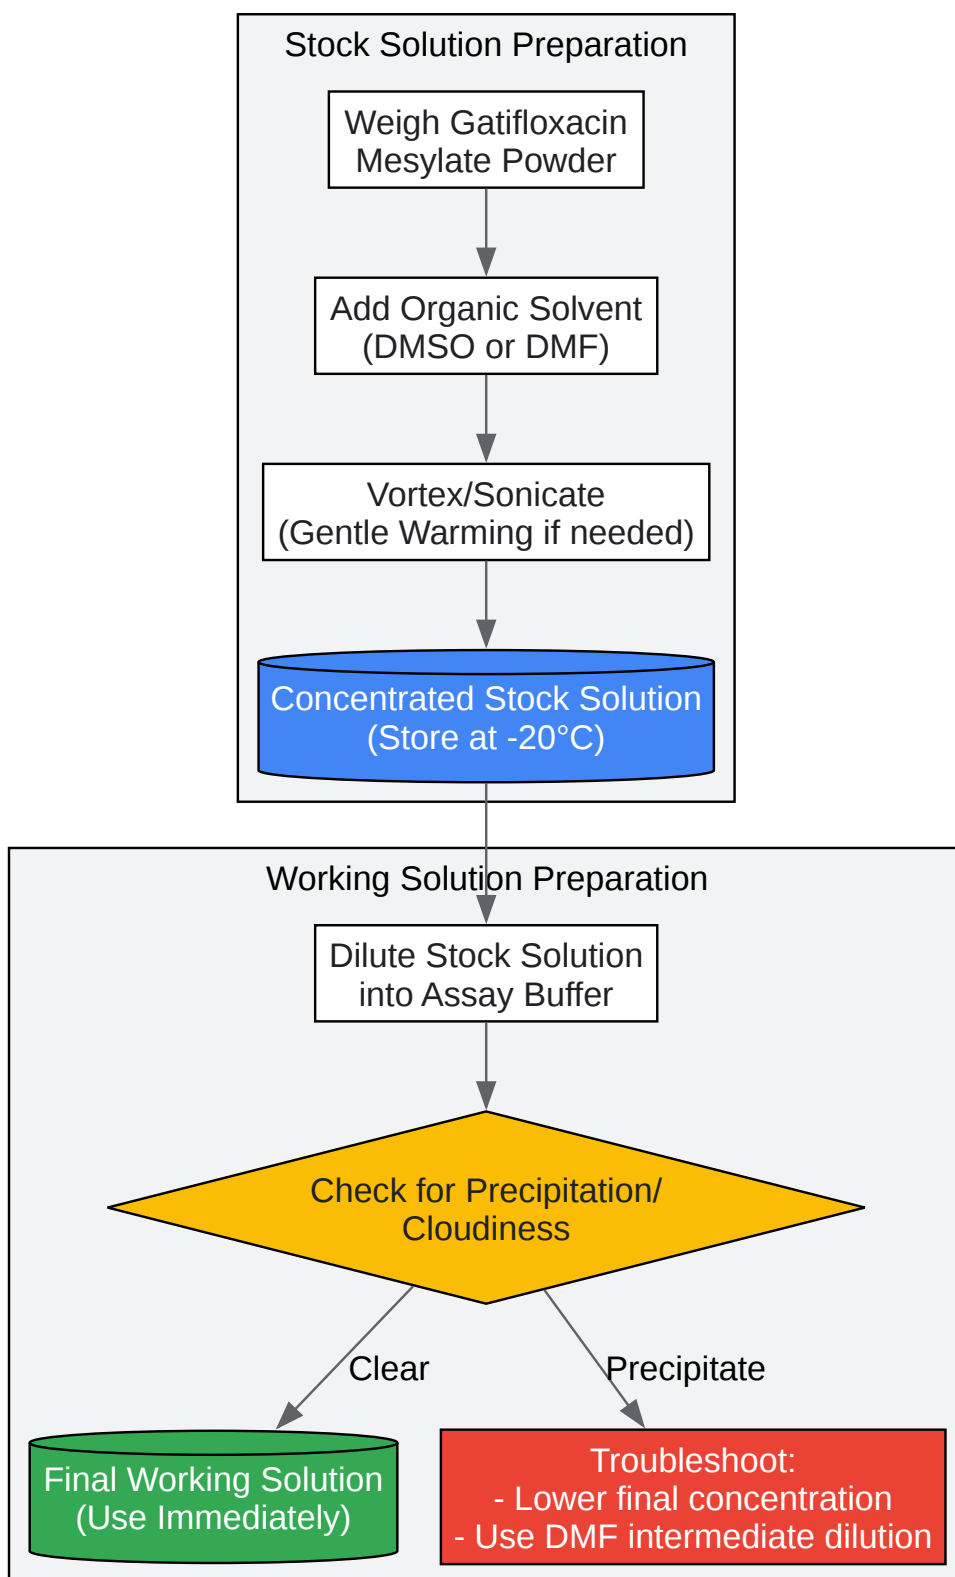 Stock Solution Preparation
Weigh Gatifloxacin
Mesylate Powder
Add Organic Solvent
(DMSO or DMF)
Vortex/Sonicate
(Gentle Warming if needed)
Concentrated Stock Solution
(Store at -20°C)
Working Solution Preparation
Dilute Stock Solution
into Assay Buffer
Check for Precipitation/
Cloudiness
Clear
Precipitate
Final Working Solution
(Use Immediately)
Troubleshoot:
- Lower final concentration
- Use DMF intermediate dilution